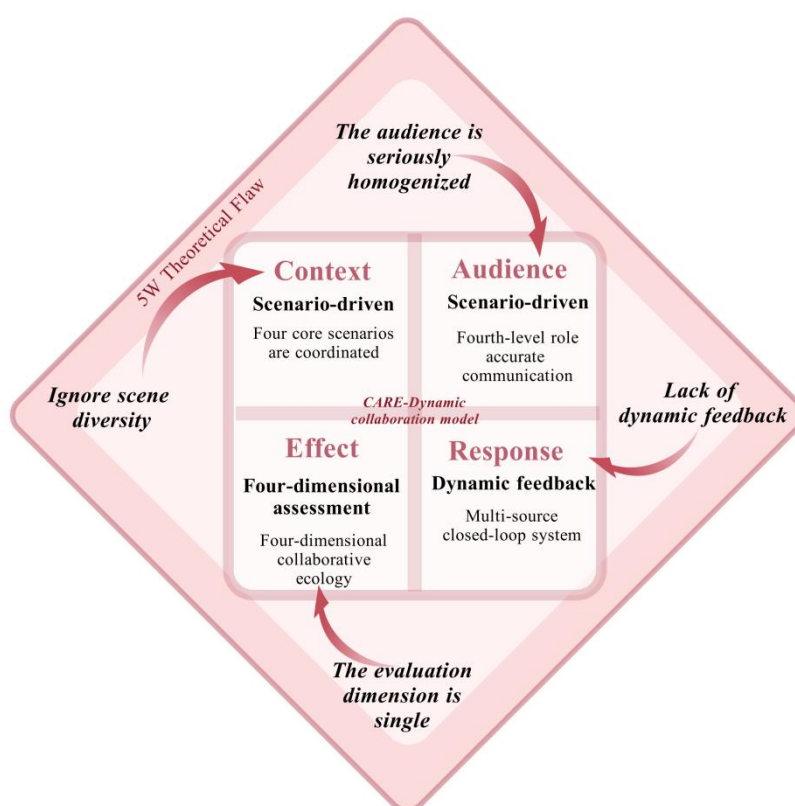 The audience is
seriously
homogenized
5W Theoretical Flaw
Context
Scenario-driven
Four core scenarios
are coordinated
Audience
Scenario-driven
Fourth-level role
accurate
communication
Ignore scene
diversity
Lack of
dynamic feedback
CARE-Dynamic
collaboration model
Effect
Four-dimensional
assessment
Four-dimensional
collaborative
ecology
Response
Dynamic feedback
Multi-source
closed-loop system
The evaluation
dimension is
single